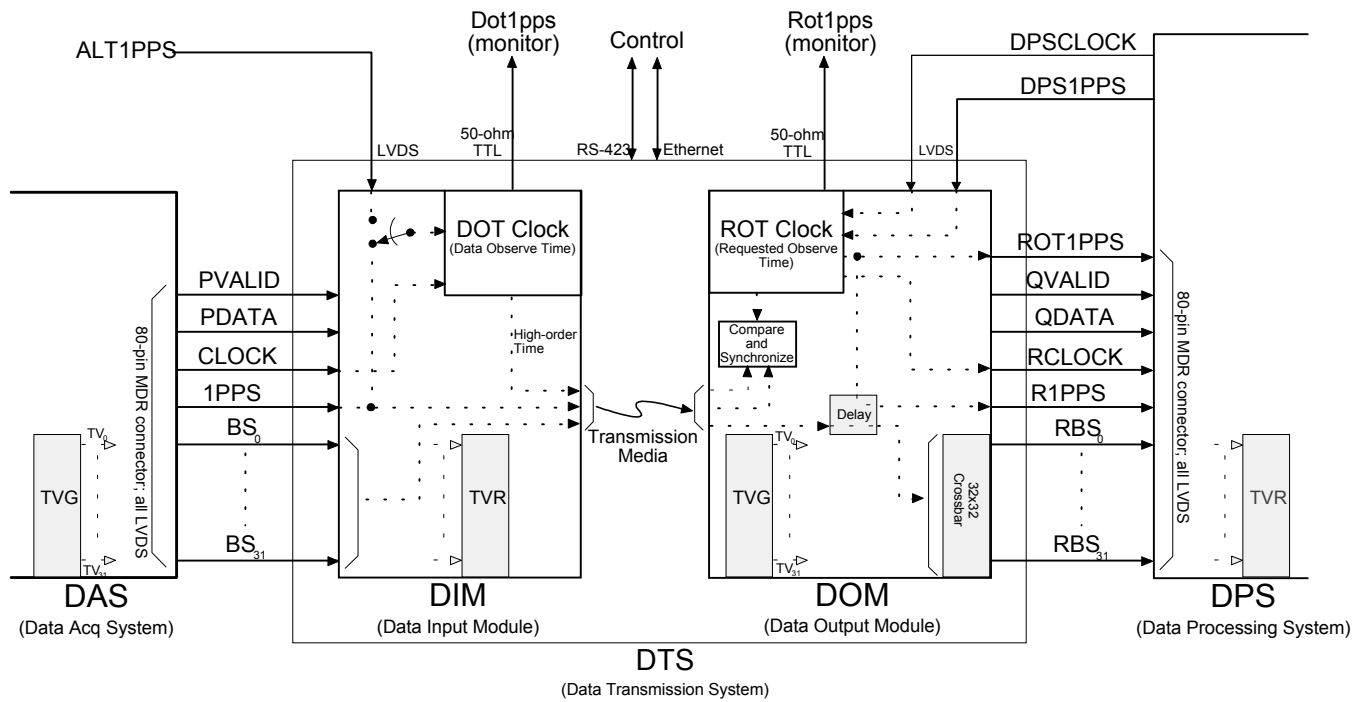 Dot1pps
(monitor)
Control
Rot1pps
(monitor)
ALT1PPS
DPSCLOCK
DPS1PPS
50-ohm
TTL
50-ohm
TTL
LVDS
RS-423
Ethernet
LVDS
DOT Clock
(Data Observe Time)
ROT Clock
(Requested Observe
Time)
PVALID
PDATA
CLOCK
1PPS
BS0
BS31
80-pin MDR connector; all LVDS
TVG
TV0
TV31
High-order
Time
TVR
Transmission
Media
Compare
and
Synchronize
Delay
TVG
TV0
TV31
32x32
Crossbar
ROT1PPS
QVALID
QDATA
RCLOCK
R1PPS
RBS0
RBS31
80-pin MDR connector; all LVDS
TVR
DAS
(Data Acq System)
DIM
(Data Input Module)
DOM
(Data Output Module)
DPS
(Data Processing System)
DTS
(Data Transmission System)